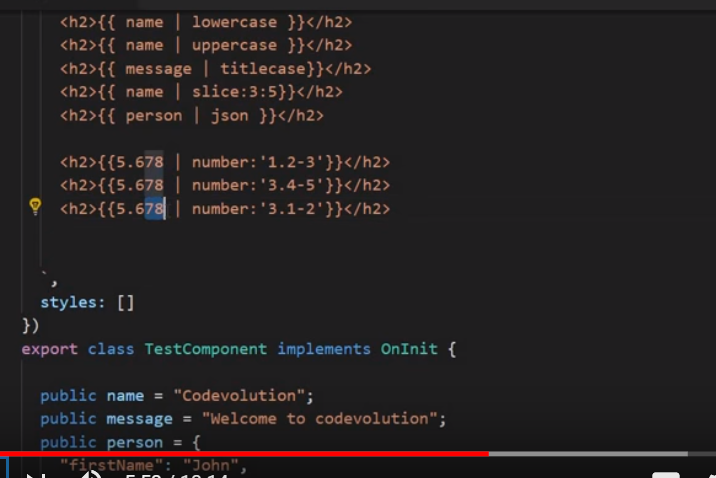 <h2>{{ name | lowercase }}</h2>
<h2>{{ name | uppercase }}</h2>
<h2>{{ message | titlecase}}</h2>
<h2>{{ name | slice:3:5}}</h2>
<h2>{{ person | json }}</h2>
<h2>{{5.678 | number:'1.2-3'}}</h2>
<h2>{{5.678 | number:'3.4-5'}}</h2>
<h2>{{5.678 | number:'3.1-2'}}</h2>
`,
styles: []
})
export class TestComponent implements OnInit {
public name = "Codevolution";
public message = "Welcome to codevolution";
public person = {
"firstName": "John",